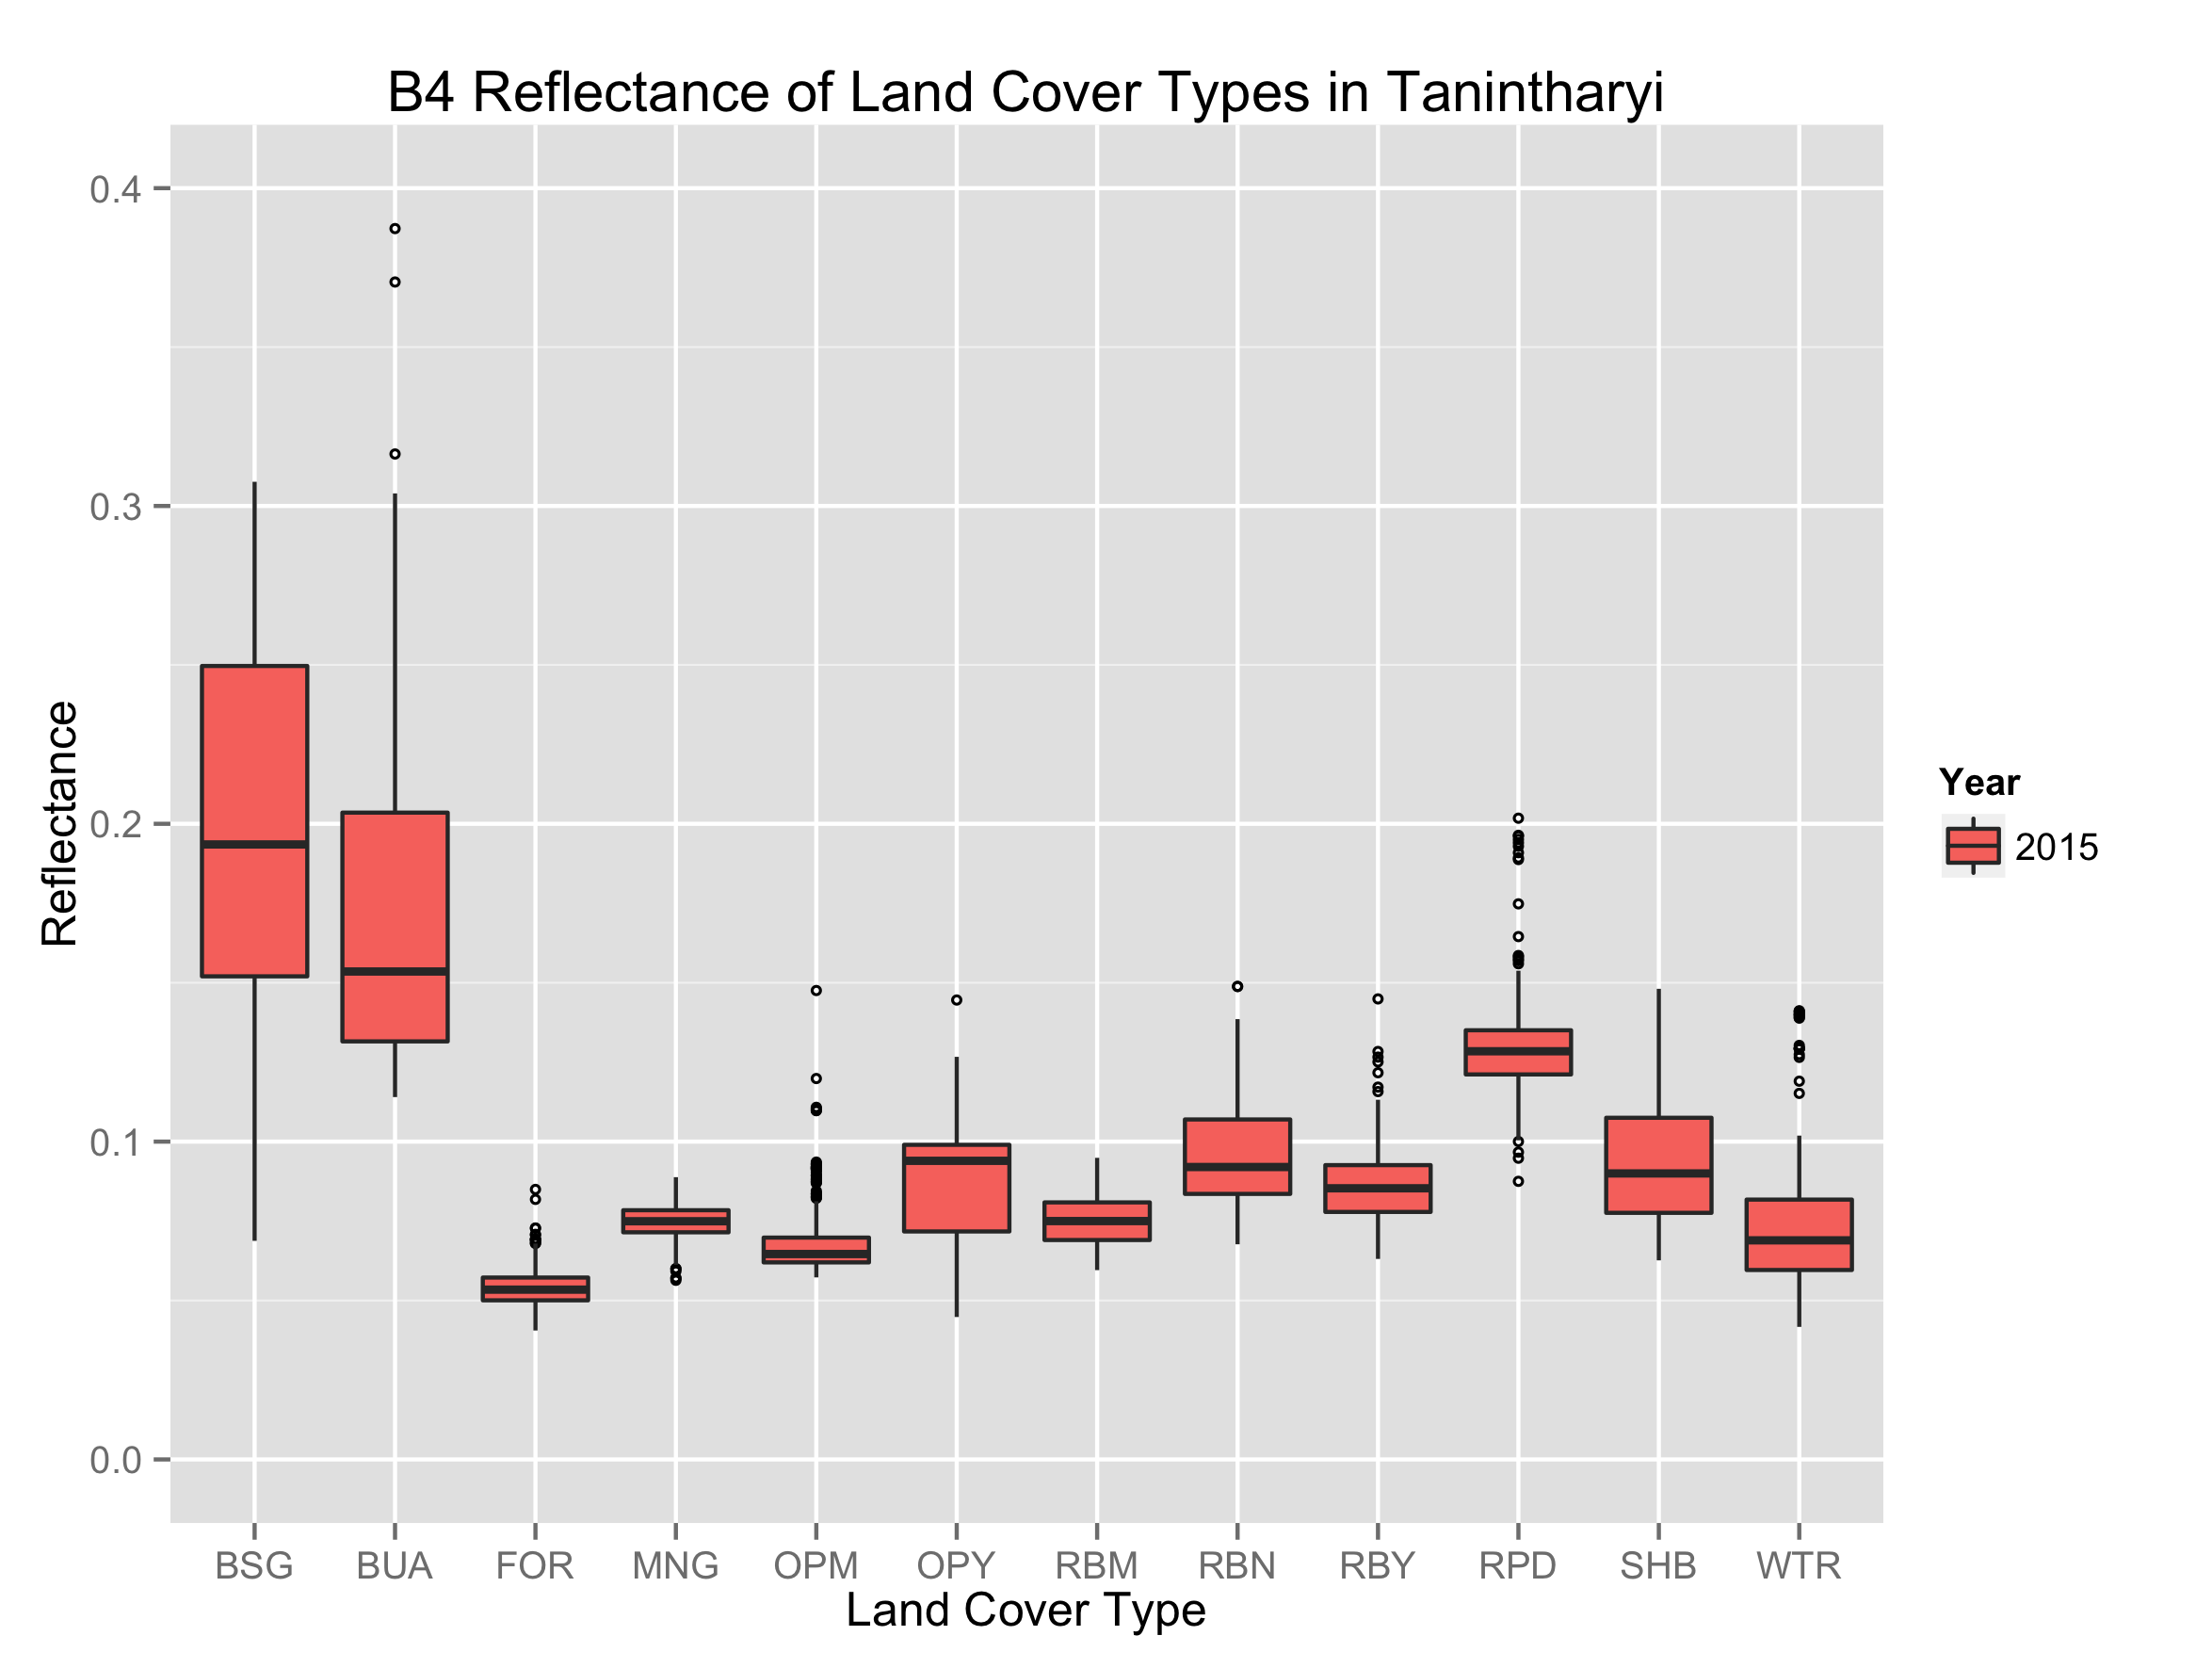 B4 Reflectance of Land Cover Types in Tanintharyi
0.4
0.3
0.2
0.1
0.0
Reflectance
BSG BUA FOR MNG OPM OPY RBM RBN RBY RPD SHB WTR
Land Cover Type
Year
2015